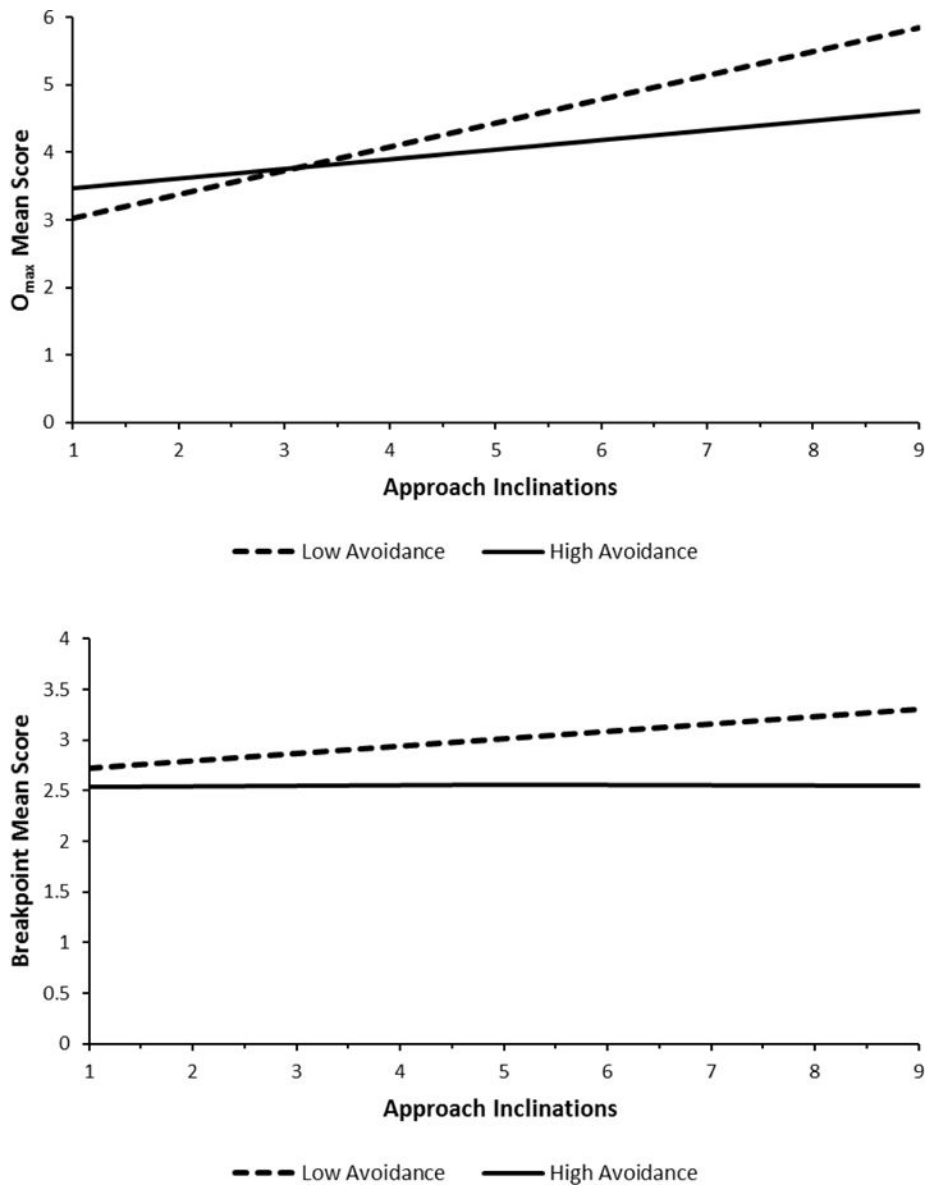 6
5
4
3
2
1
0
O_max Mean Score
1 2 3 4 5 6 7 8 9
Approach Inclinations
Low Avoidance High Avoidance
4
3.5
3
2.5
2
1.5
1
0.5
0
Breakpoint Mean Score
1 2 3 4 5 6 7 8 9
Approach Inclinations
Low Avoidance High Avoidance